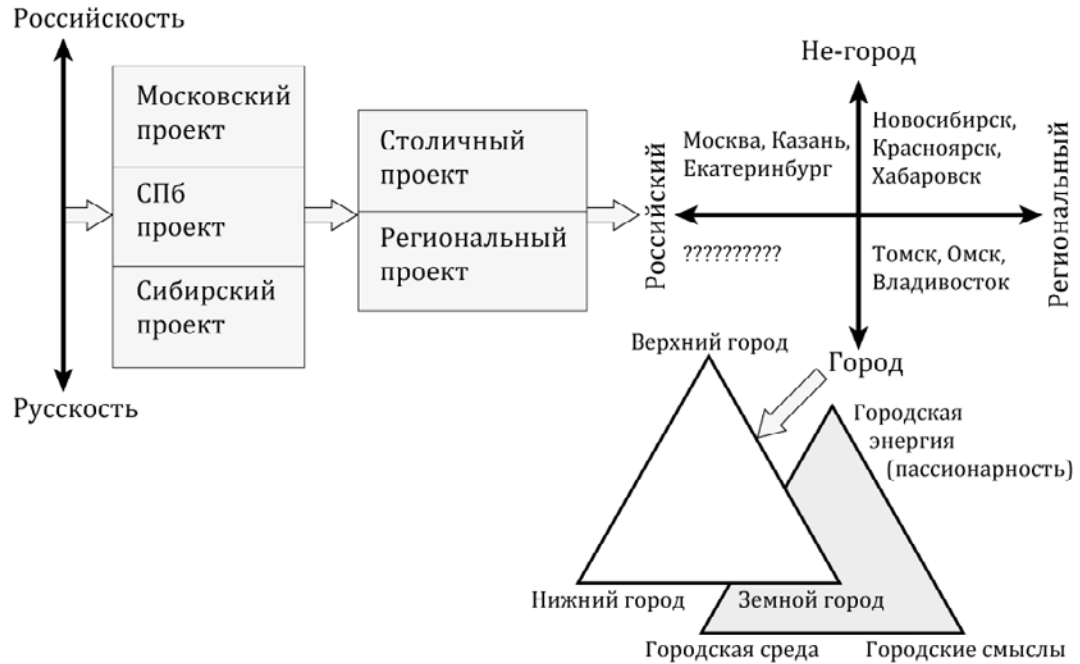 Российскость
Московский
проект
СПб
проект
Сибирский
проект
Русскость
Столичный
проект
Региональный
проект
Не-город
Российский
Москва, Казань,
Екатеринбург
Новосибирск,
Красноярск,
Хабаровск
Региональный
??????????
Томск, Омск,
Владивосток
Город
Верхний город
Нижний город
Земной город
Городская
энергия
(пассионарность)
Городская среда
Городские смыслы